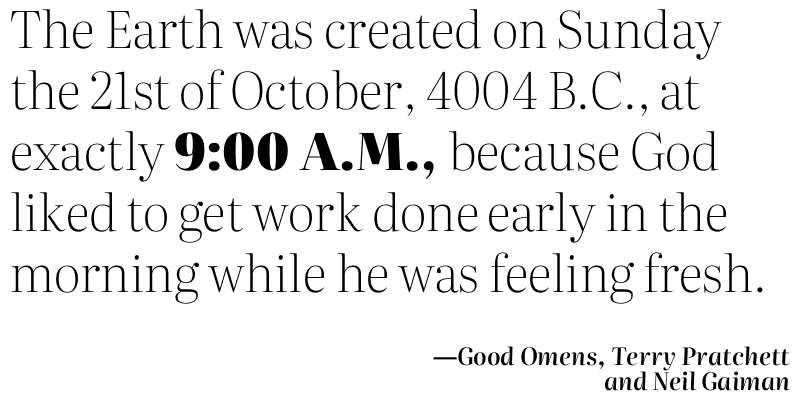 The Earth was created on Sunday
the 21st of October, 4004 B.C., at
exactly 9:00 A.M., because God
liked to get work done early in the
morning while he was feeling fresh.
—Good Omens, Terry Pratchett
and Neil Gaiman